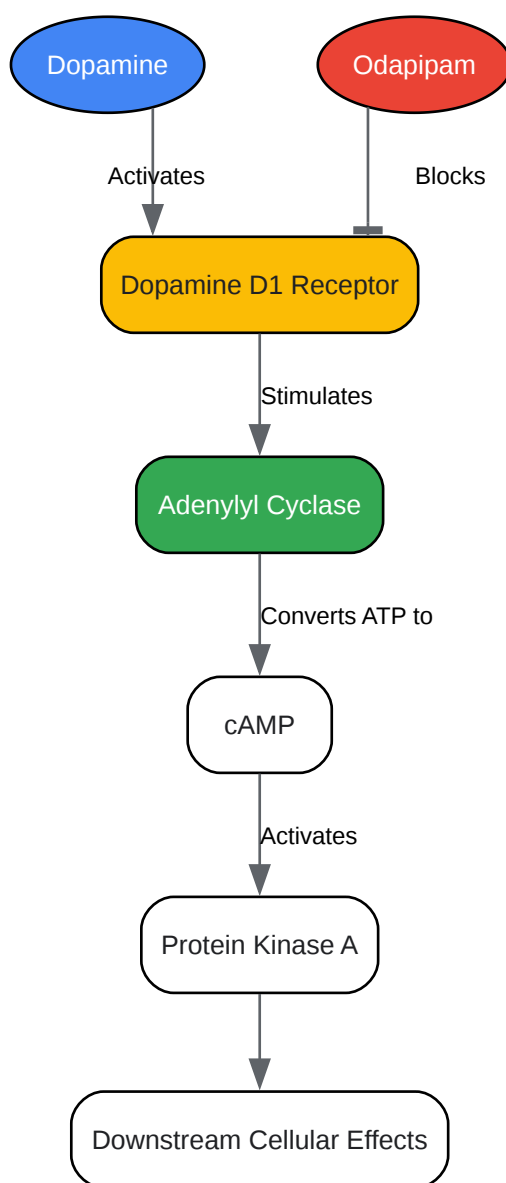 Dopamine
Odapipam
Activates
Blocks
Dopamine D1 Receptor
Stimulates
Adenylyl Cyclase
Converts ATP to
cAMP
Activates
Protein Kinase A
Downstream Cellular Effects